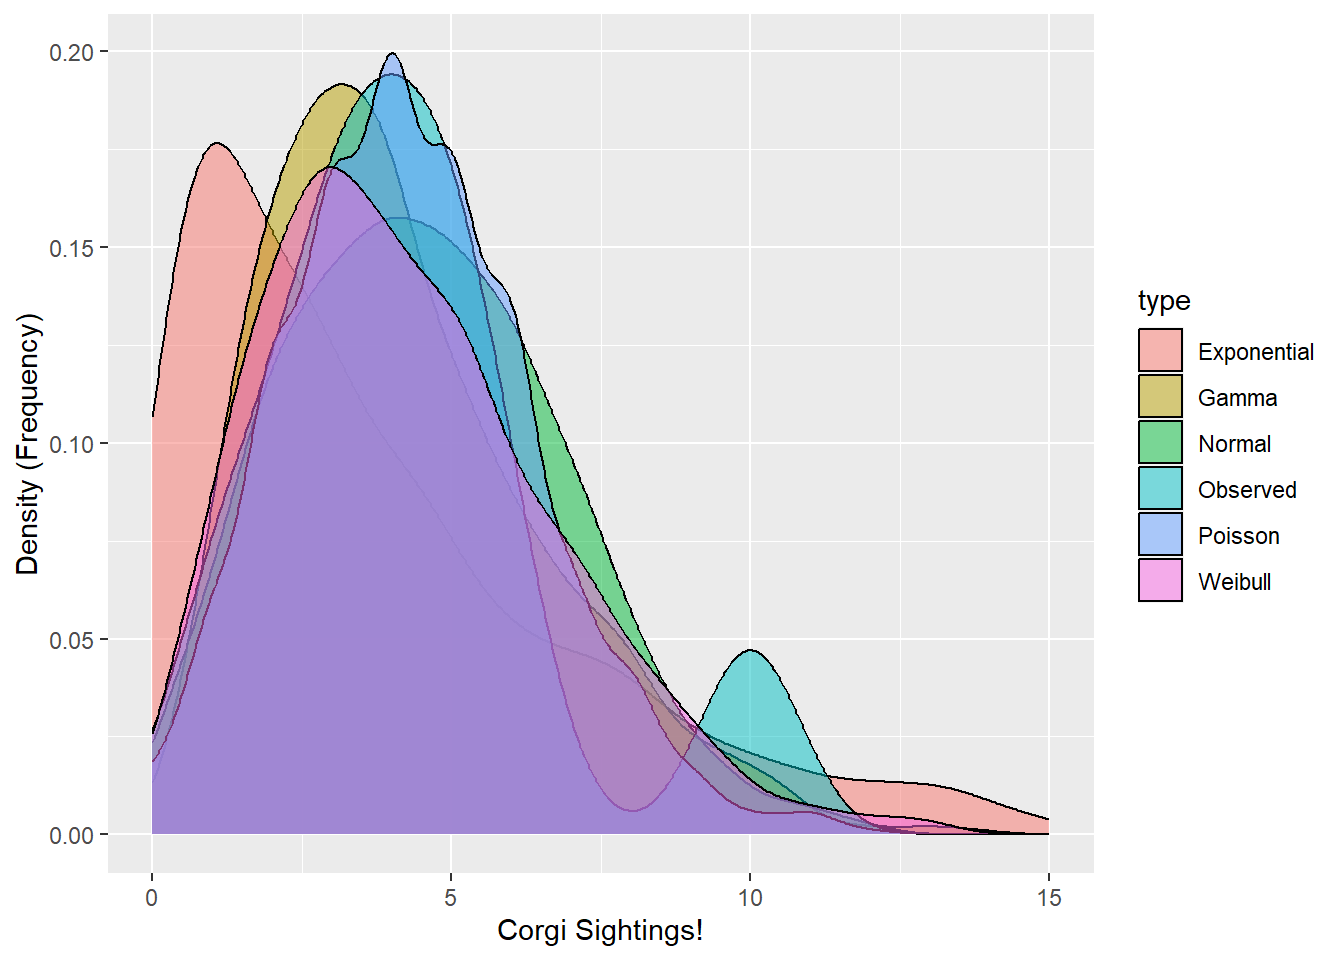 0.20
0.15
0.10
0.05
0.00
Density (Frequency)
0
5
10
15
Corgi Sightings!
type
Exponential
Gamma
Normal
Observed
Poisson
Weibull